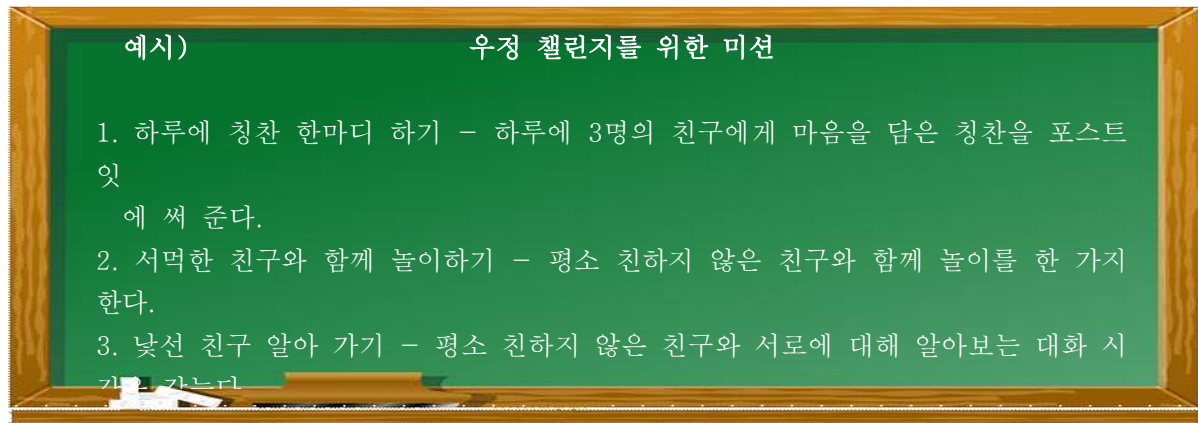 예시) 우정 챌린지를 위한 미션
1. 하루에 칭찬 한마디 하기 - 하루에 3명의 친구에게 마음을 담은 칭찬을 포스트
잇
에 써 준다.
2. 서먹한 친구와 함께 놀이하기 - 평소 친하지 않은 친구와 함께 놀이를 한 가지
한다.
3. 낯선 친구 알아 가기 - 평소 친하지 않은 친구와 서로에 대해 알아보는 대화 시